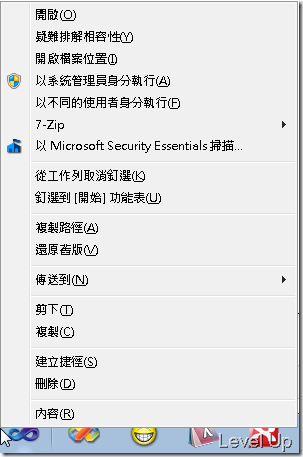 開啟(O)
疑難排解相容性(Y)
開啟檔案位置(I)
以系統管理員身分執行(A)
以不同的使用者身分執行(F)
7-Zip
以 Microsoft Security Essentials 掃描...
從工作列取消釘選(K)
釘選到 [開始] 功能表(U)
複製路徑(A)
還原舊版(V)
傳送到(N)
剪下(T)
複製(C)
建立捷徑(S)
刪除(D)
內容(R)
Level Up